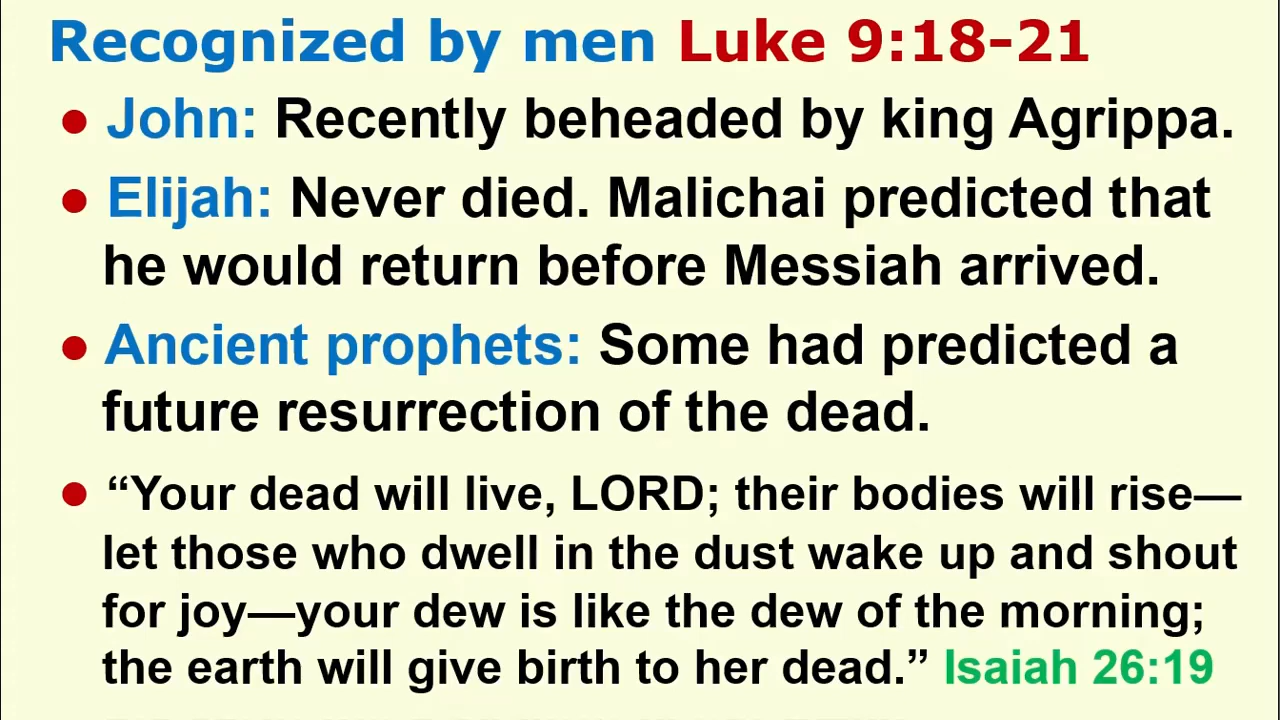 Recognized by men Luke 9:18-21
● John: Recently beheaded by king Agrippa.
● Elijah: Never died. Malichai predicted that
he would return before Messiah arrived.
● Ancient prophets: Some had predicted a
future resurrection of the dead.
● “Your dead will live, LORD; their bodies will rise—
let those who dwell in the dust wake up and shout
for joy—your dew is like the dew of the morning;
the earth will give birth to her dead.” Isaiah 26:19